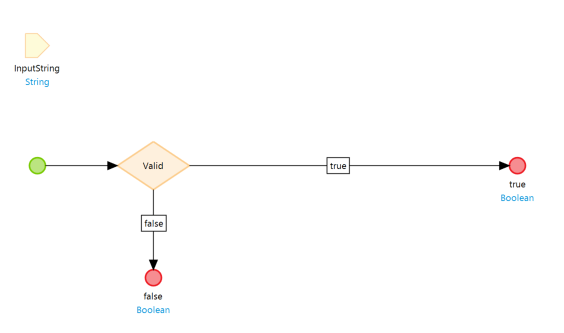 InputString
String
Valid
true
true
Boolean
false
false
Boolean